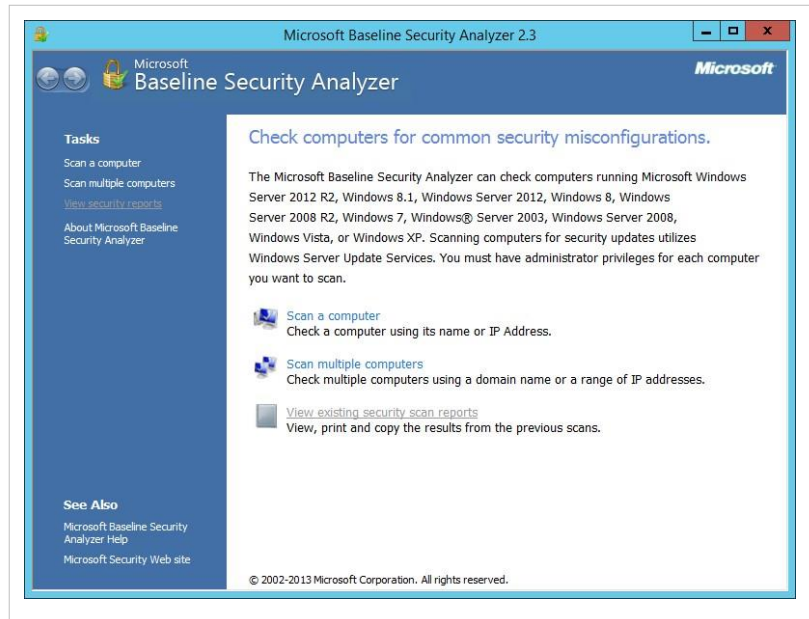 Microsoft Baseline Security Analyzer 2.3
Microsoft
Baseline Security Analyzer
Microsoft
Tasks
Scan a computer
Scan multiple computers
View security reports
About Microsoft Baseline
Security Analyzer
See Also
Microsoft Baseline Security
Analyzer Help
Microsoft Security Web site
Check computers for common security misconfigurations.
The Microsoft Baseline Security Analyzer can check computers running Microsoft Windows
Server 2012 R2, Windows 8.1, Windows Server 2012, Windows 8, Windows
Server 2008 R2, Windows 7, Windows® Server 2003, Windows Server 2008,
Windows Vista, or Windows XP. Scanning computers for security updates utilizes
Windows Server Update Services. You must have administrator privileges for each computer
you want to scan.
Scan a computer
Check a computer using its name or IP Address.
Scan multiple computers
Check multiple computers using a domain name or a range of IP addresses.
View existing security scan reports
View, print and copy the results from the previous scans.
© 2002-2013 Microsoft Corporation. All rights reserved.